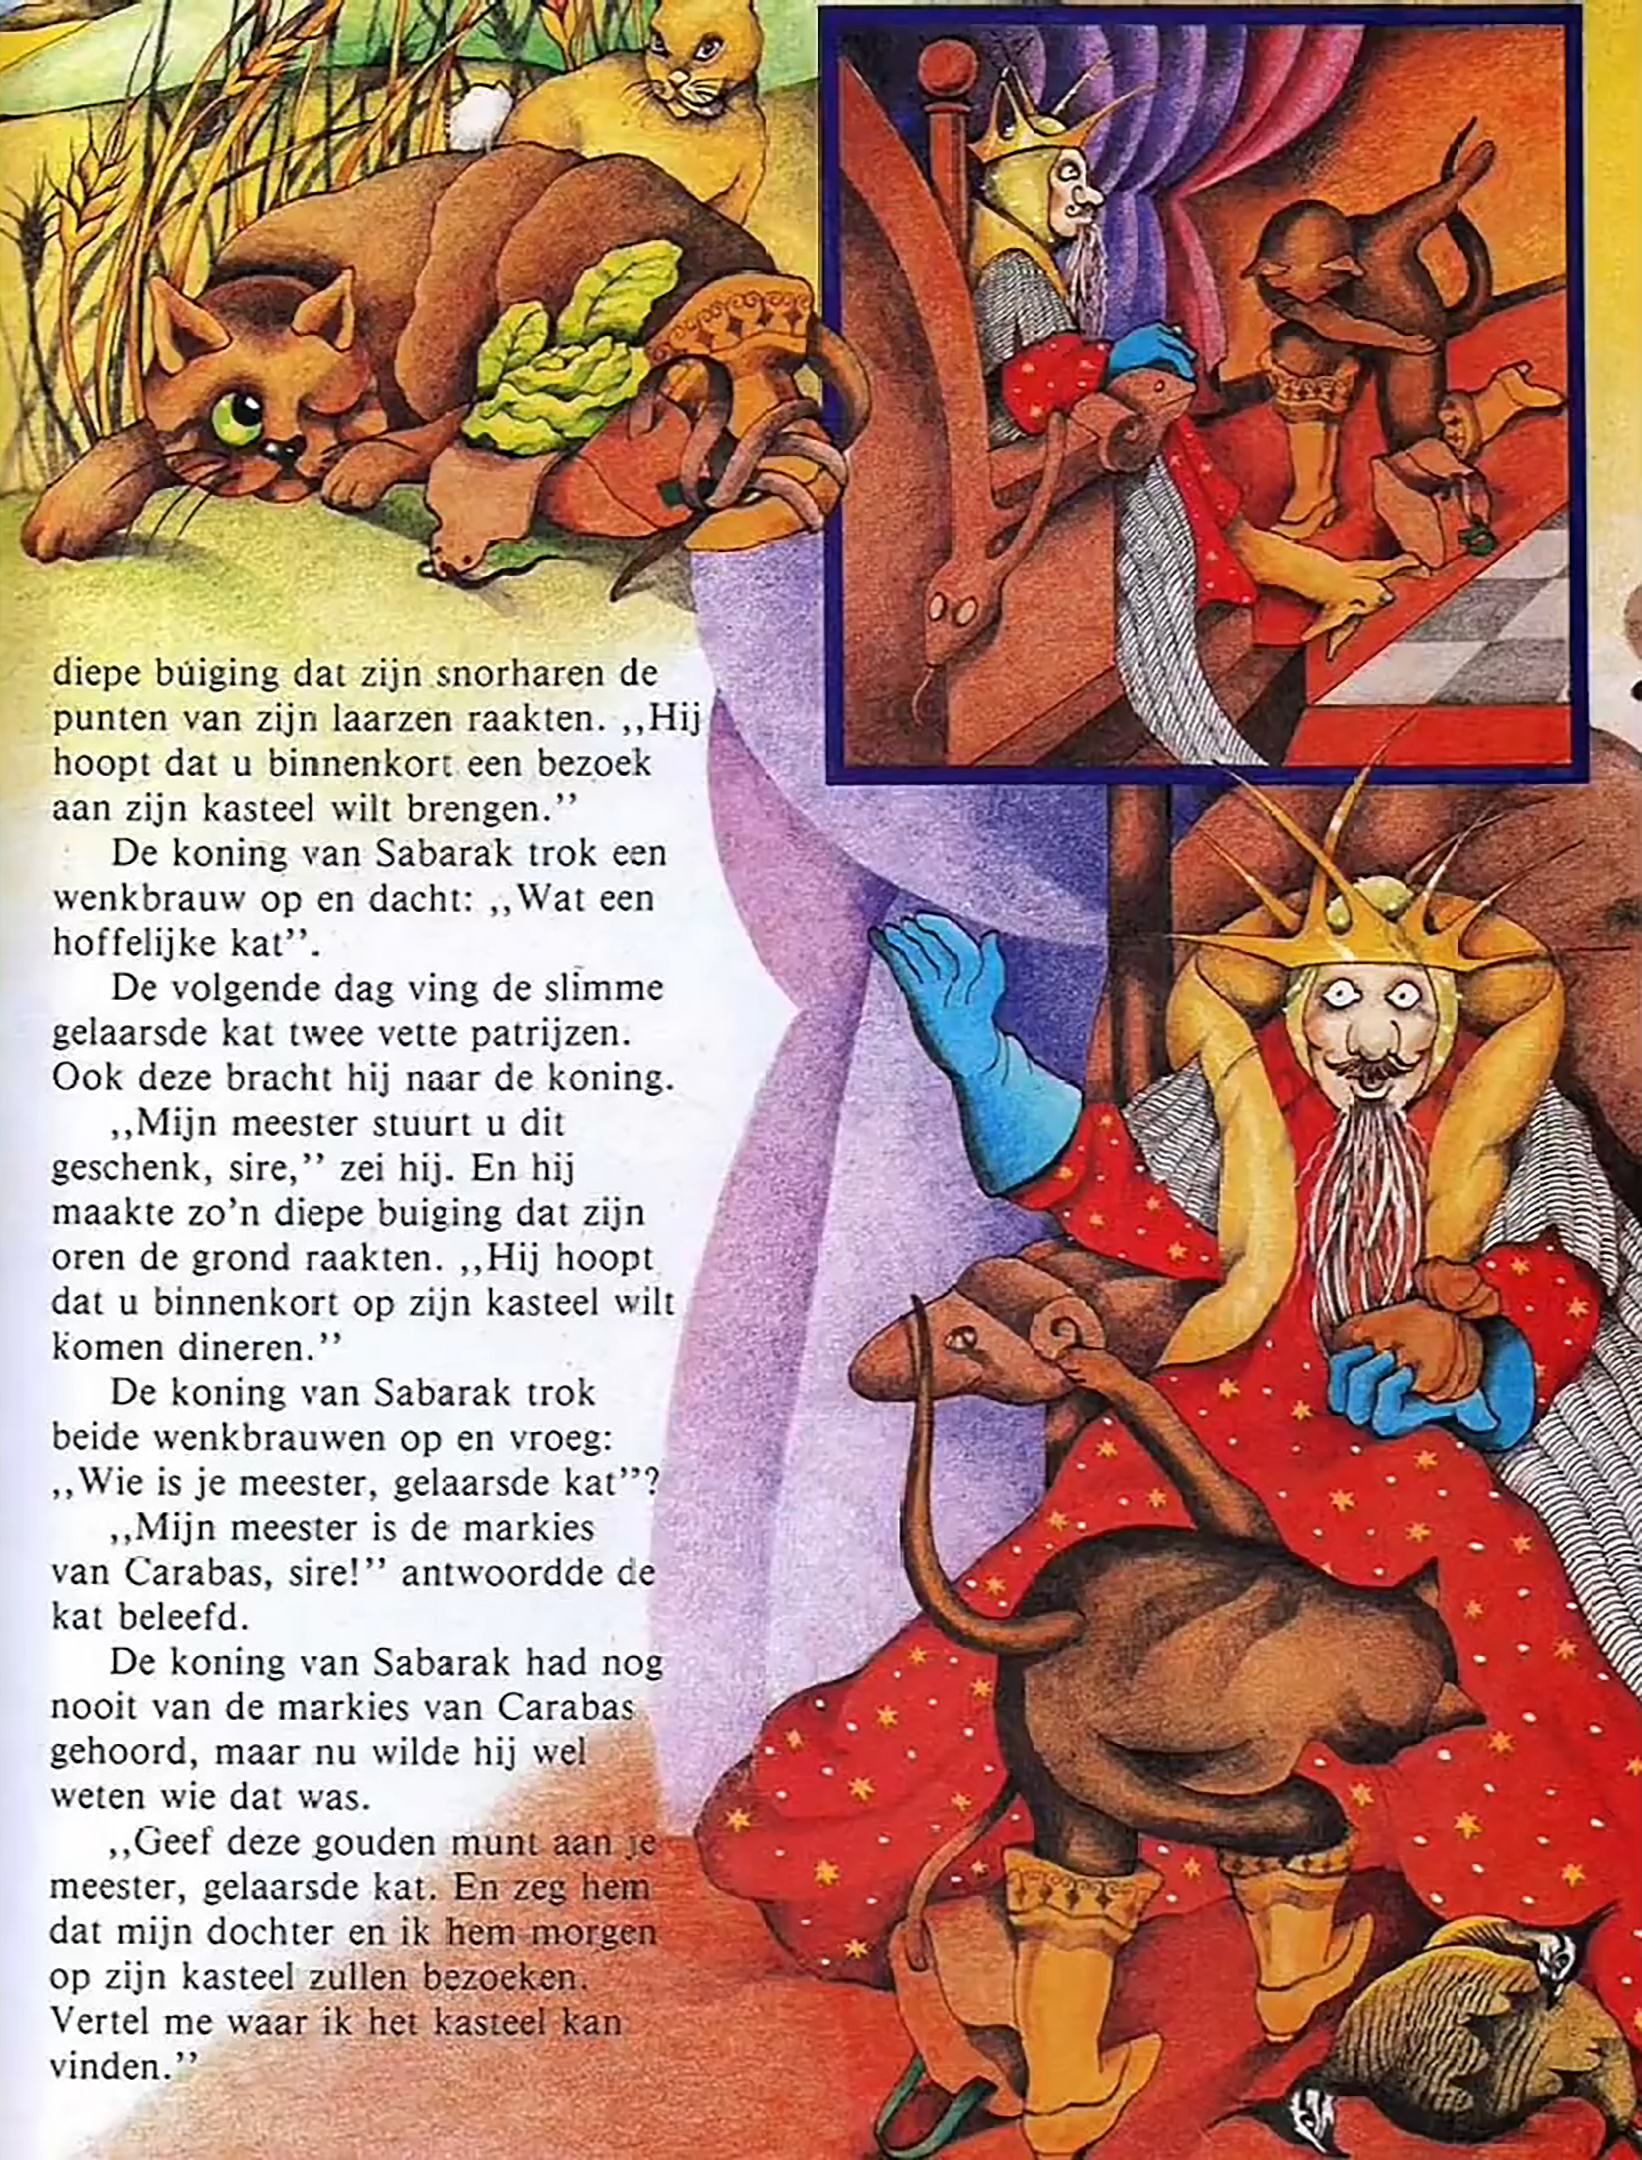 diepe buiging dat zijn snorharen de
punten van zijn laarzen raakten. ,,Hij
hoopt dat u binnenkort een bezoek
aan zijn kasteel wilt brengen.’’
De koning van Sabarak trok een
wenkbrauw op en dacht: ,,Wat een
hoffelijke kat’’.
De volgende dag ving de slimme
gelaarsde kat twee vette patrijzen.
Ook deze bracht hij naar de koning.
,,Mijn meester stuurt u dit
geschenk, sire,’’ zei hij. En hij
maakte zo’n diepe buiging dat zijn
oren de grond raakten. ,,Hij hoopt
dat u binnenkort op zijn kasteel wilt
komen dineren.’’
De koning van Sabarak trok
beide wenkbrauwen op en vroeg:
,,Wie is je meester, gelaarsde kat’’?
,,Mijn meester is de markies
van Carabas, sire!’’ antwoordde de
kat beleefd.
De koning van Sabarak had nog
nooit van de markies van Carabas
gehoord, maar nu wilde hij wel
weten wie dat was.
,,Geef deze gouden munt aan je
meester, gelaarsde kat. En zeg hem
dat mijn dochter en ik hem morgen
op zijn kasteel zullen bezoeken.
Vertel me waar ik het kasteel kan
vinden.’’